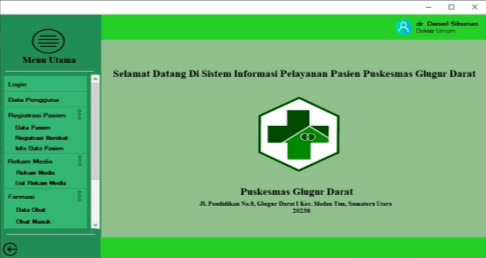 dr. Daniel Siburian
Dokter Umum
Menu Utama
Login
Data Pengguna
Registrasi Pasien
Data Pasien
Registrasi Berobat
Info Data Pasien
Rekam Medis
Rekam Medis
List Rekam Medis
Farmasi
Data Obat
Obat Masuk
Selamat Datang Di Sistem Informasi Pelayanan Pasien Puskesmas Glugur Darat
Puskesmas Glugur Darat
Jl. Pendidikan No.8, Glugur Darat I Kec. Medan Tim, Sumatera Utara
20238